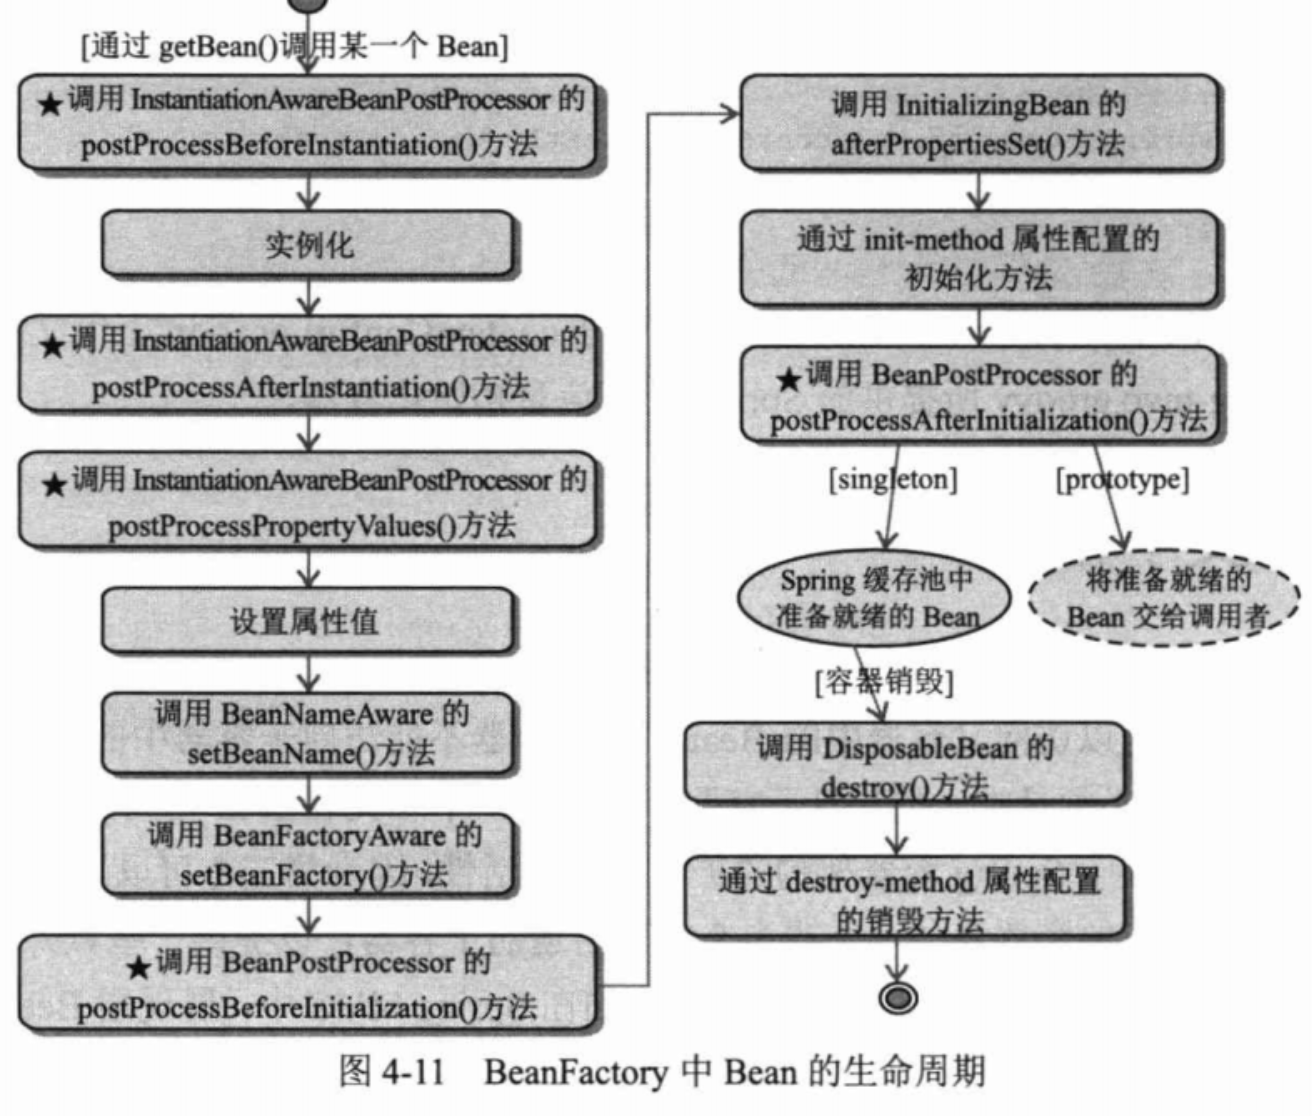 [通过 getBean()调用某一个 Bean]
★调用 InstantiationAwareBeanPostProcessor 的
postProcessBeforeInstantiation()方法
实例化
★调用 InstantiationAwareBeanPostProcessor 的
postProcessAfterInstantiation()方法
★调用 InstantiationAwareBeanPostProcessor 的
postProcessPropertyValues()方法
设置属性值
调用 BeanNameAware 的
setBeanName()方法
调用 BeanFactoryAware 的
setBeanFactory()方法
★调用 BeanPostProcessor 的
postProcessBeforeInitialization()方法
调用 InitializingBean 的
afterPropertiesSet()方法
通过 init-method 属性配置的
初始化方法
★调用 BeanPostProcessor 的
postProcessAfterInitialization()方法
[singleton]
[prototype]
Spring 缓存池中
准备就绪的 Bean
将准备就绪的
Bean 交给调用者
[容器销毁]
调用 DisposableBean 的
destroy()方法
通过 destroy-method 属性配置
的销毁方法
图 4-11 BeanFactory 中 Bean 的生命周期